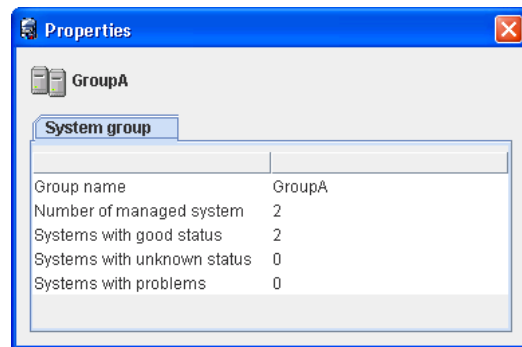 Properties
GroupA
System group
Group name GroupA
Number of managed system 2
Systems with good status 2
Systems with unknown status 0
Systems with problems 0